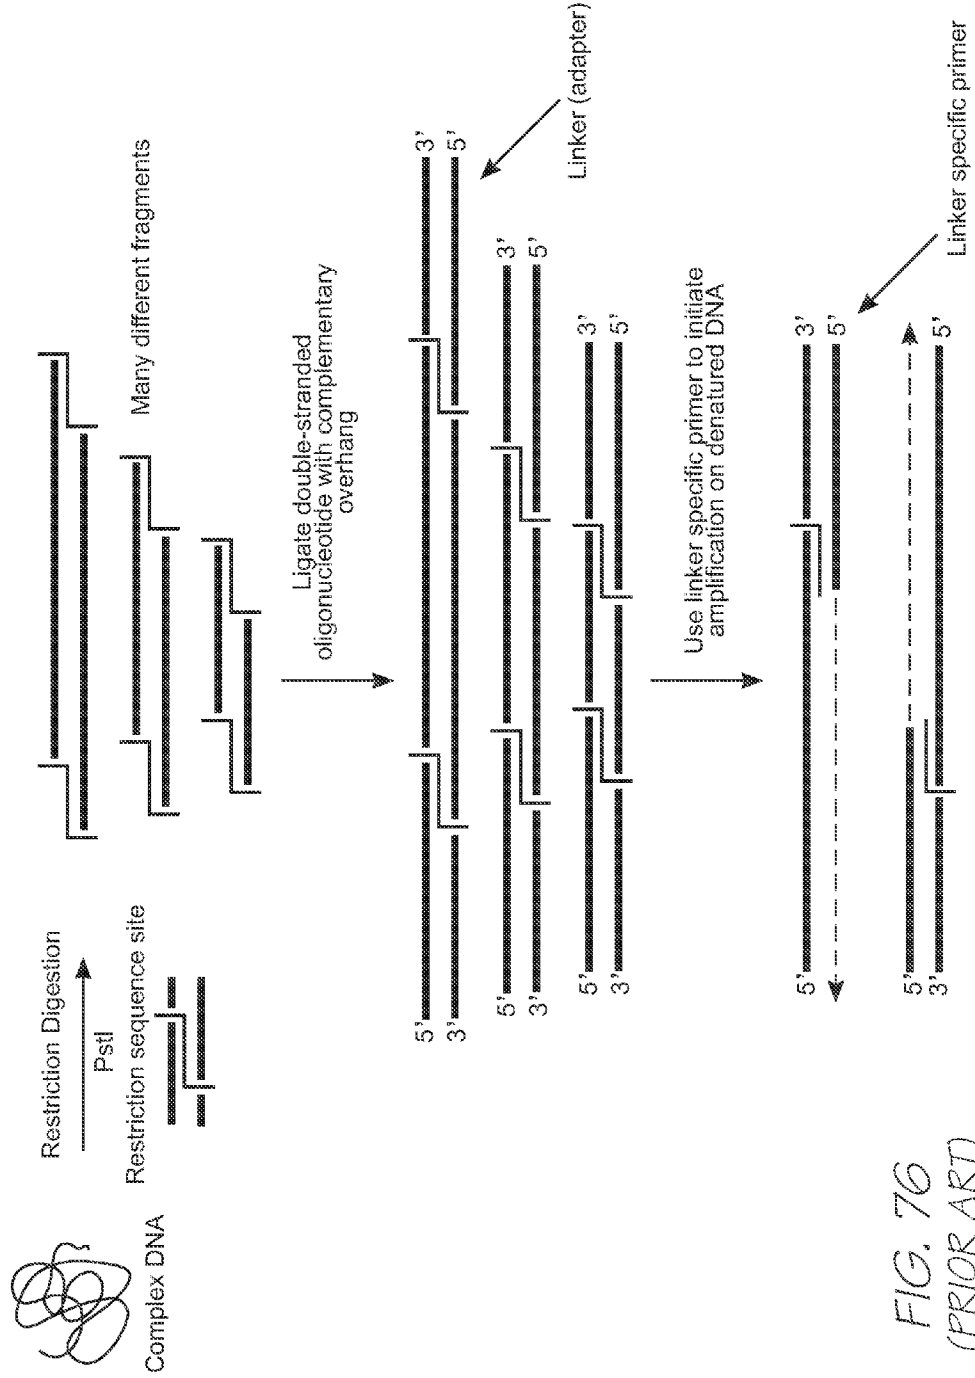 Complex DNA
Restriction Digestion
PstI
Restriction sequence site
Many different fragments
Ligate double-stranded
oligonucleotide with complementary
overhang
5'
3'
3'
5'
5'
3'
3'
5'
5'
3'
3'
5'
Linker (adapter)
Use linker specific primer to initiate
amplification on denatured DNA
5'
3'
5'
5'
3'
5'
Linker specific primer
FIG. 76
(PRIOR ART)